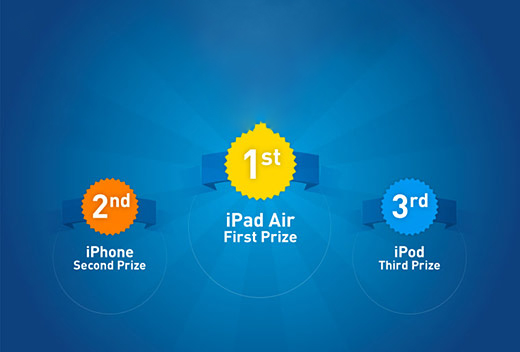 1st
iPad Air
First Prize
2nd
iPhone
Second Prize
3rd
iPod
Third Prize